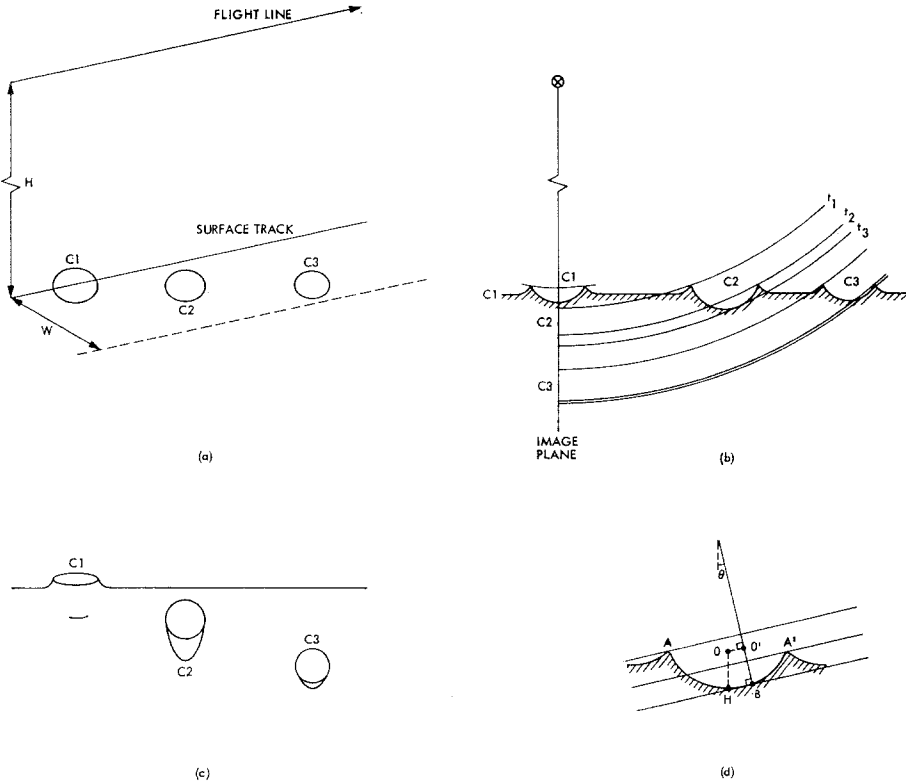 FLIGHT LINE
H
SURFACE TRACK
C1
C2
C3
W
(a)
t1
t2
t3
C1
C2
C3
C1
C2
C3
IMAGE
PLANE
(b)
C1
C2
C3
(c)
θ
A
O
O'
A'
H
B
(d)